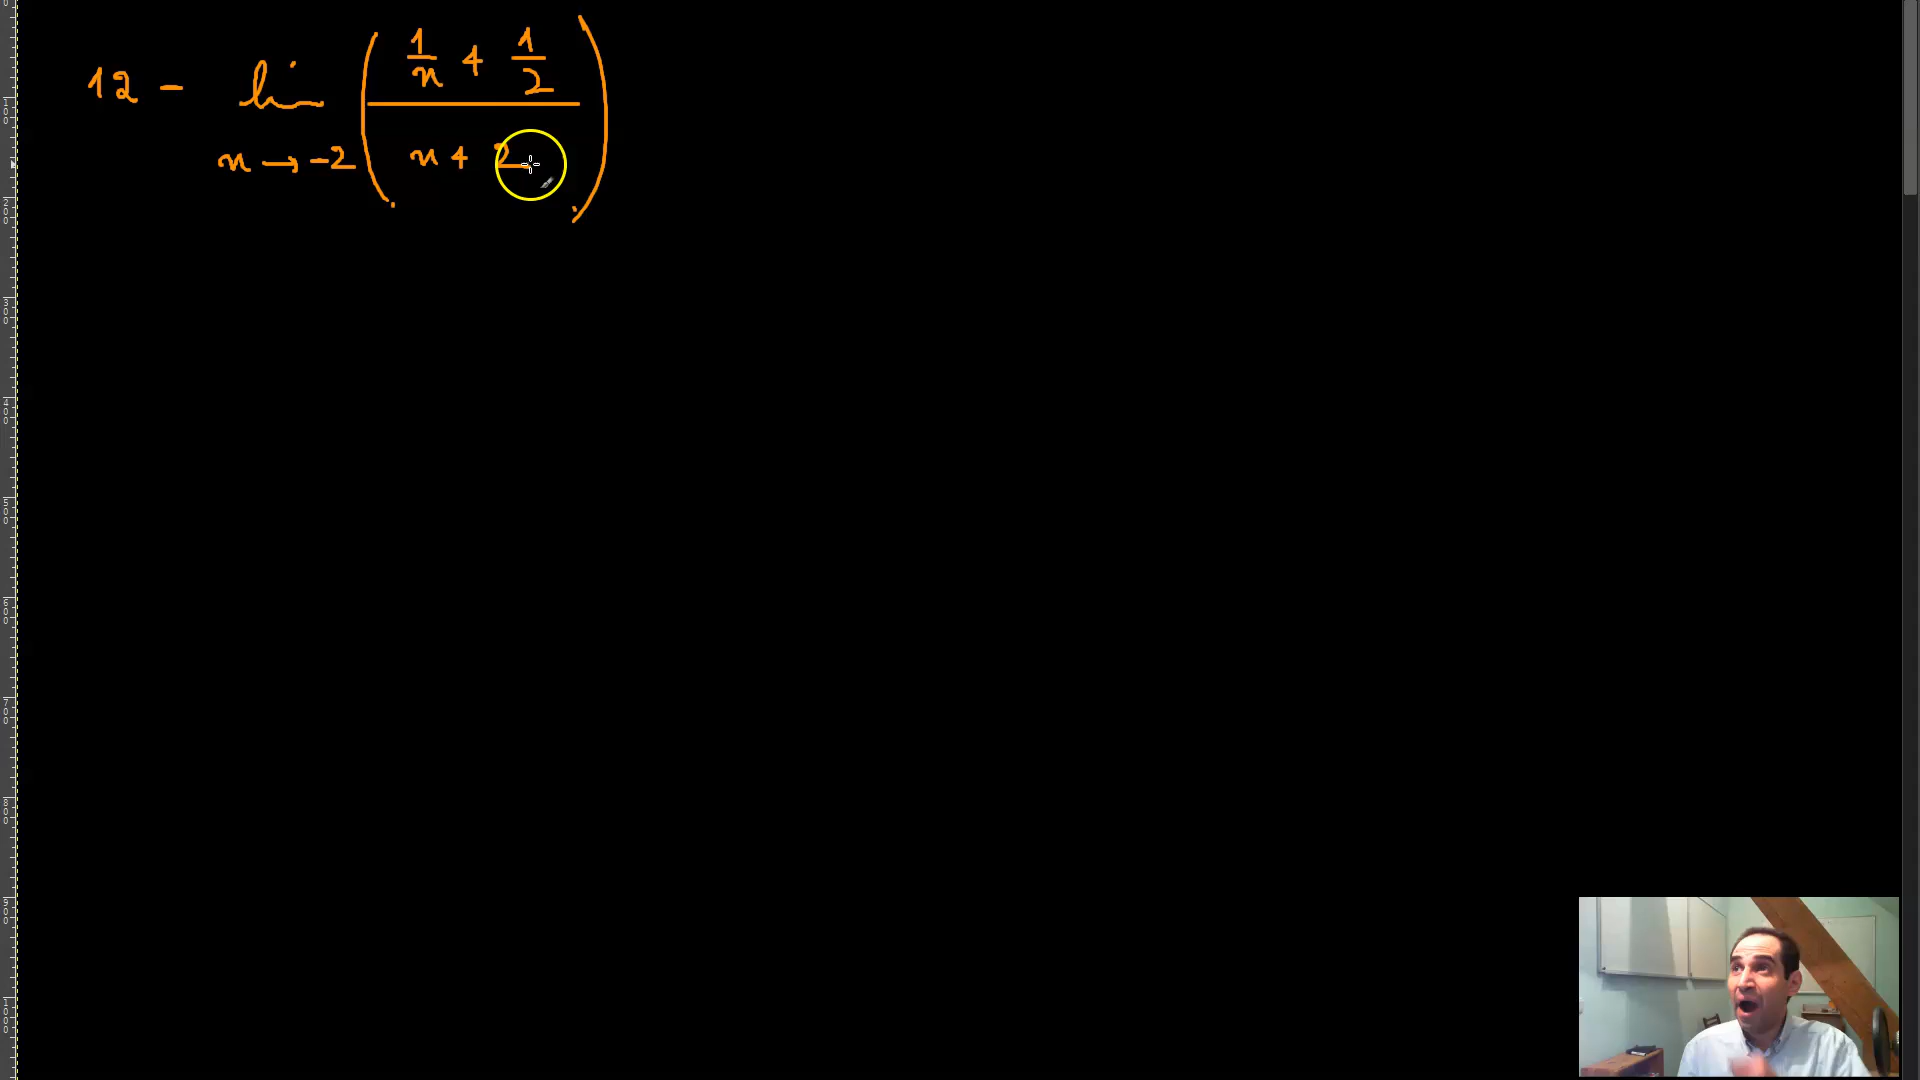 12 - lim ( 1/x + 1/2
x → -2 x + 2 )